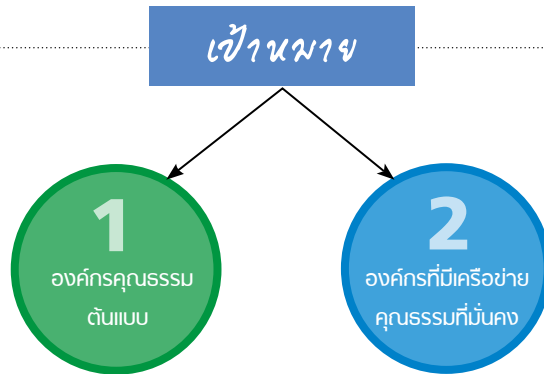 เป้าหมาย
1
องค์กรคุณธรรม
ต้นแบบ
2
องค์กรที่มีเครือข่าย
คุณธรรมที่มั่นคง